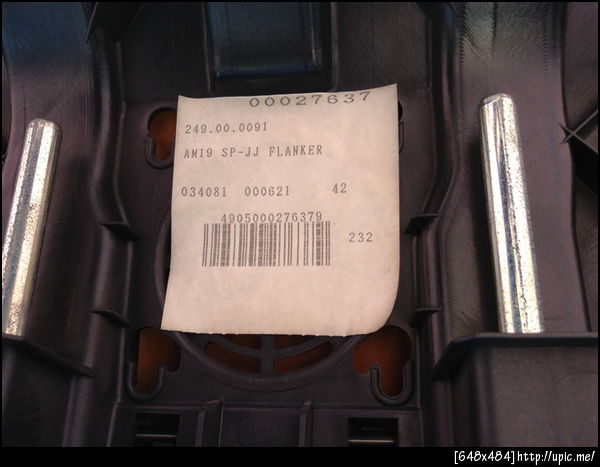 00027637
249.00.0091
AM19 SP-JJ FLANKER
034081 000621 42
4905000276379
232
[648x484]http://upic.me/